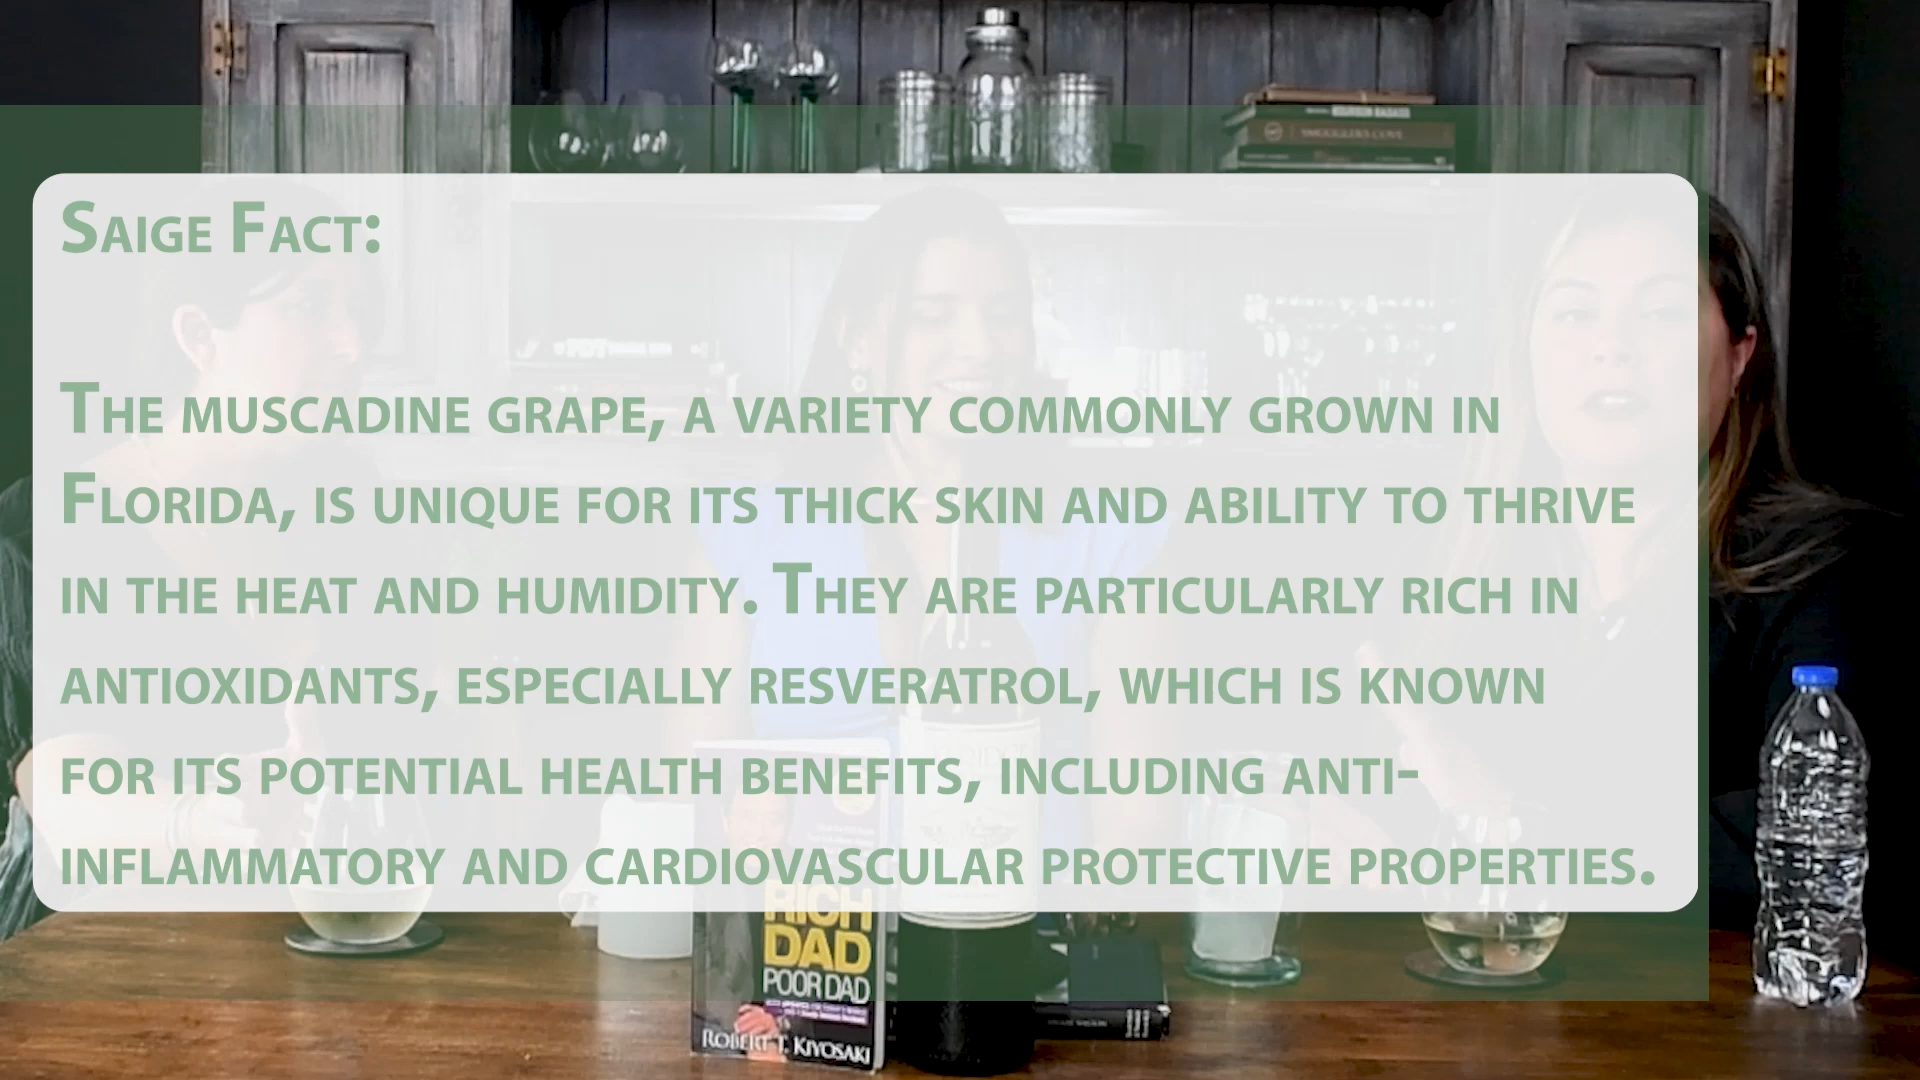 Saige Fact:
The muscadine grape, a variety commonly grown in
Florida, is unique for its thick skin and ability to thrive
in the heat and humidity. They are particularly rich in
antioxidants, especially resveratrol, which is known
for its potential health benefits, including anti-
inflammatory and cardiovascular protective properties.
RICH
DAD
POOR DAD
ROBERT T. KIYOSAKI
SMUGGLER'S COVE